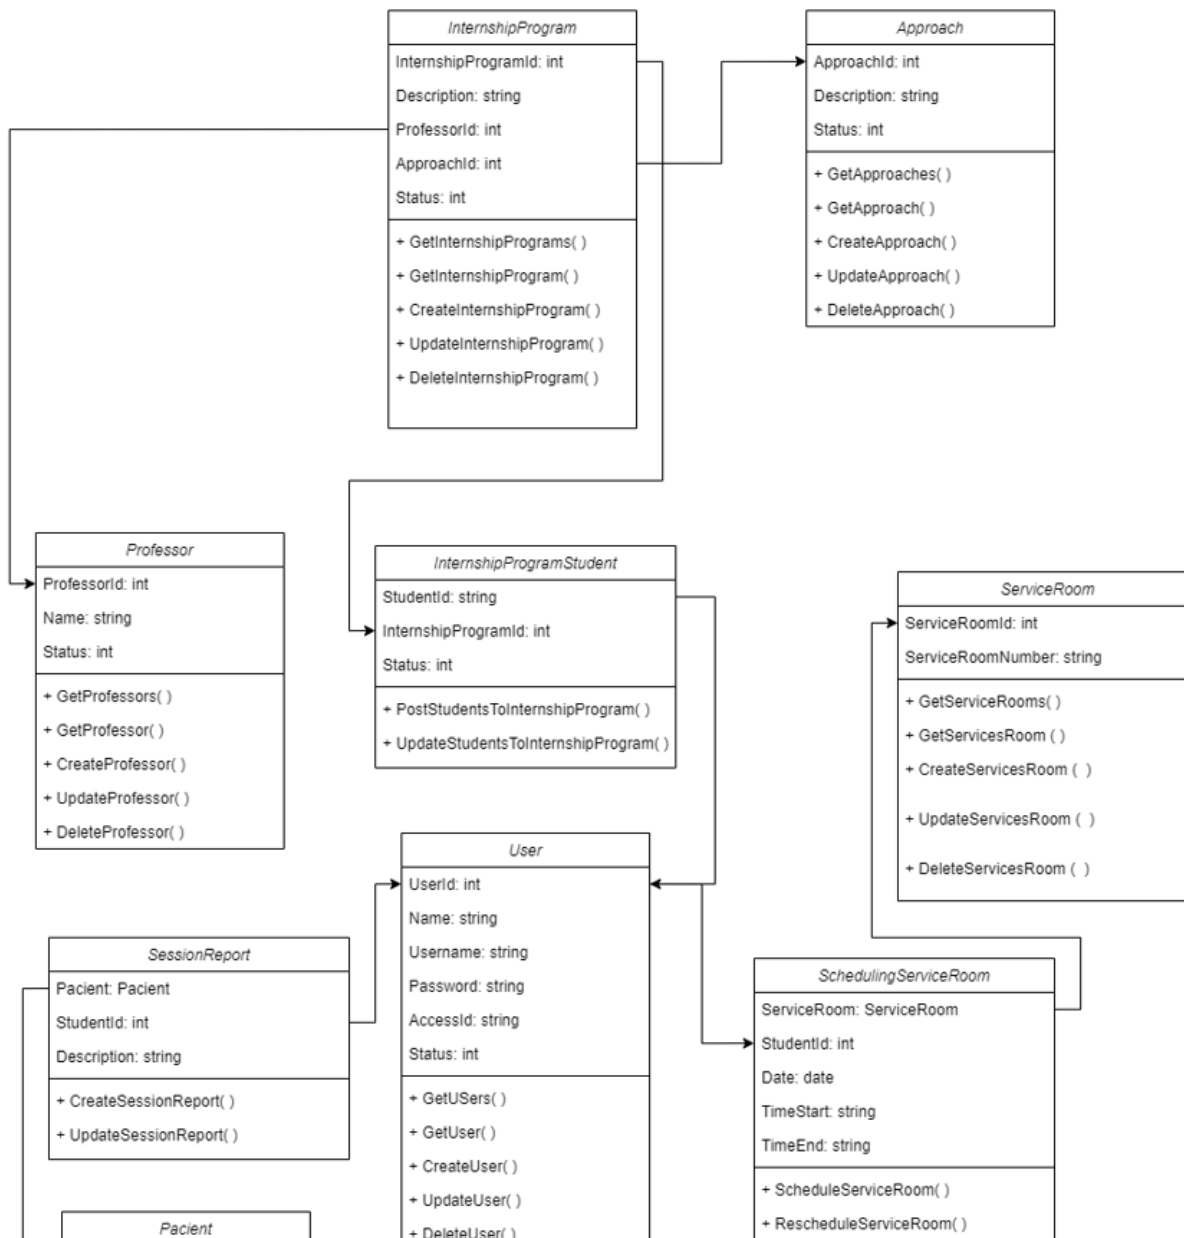 InternshipProgram
InternshipProgramId: int
Description: string
ProfessorId: int
ApproachId: int
Status: int
+ GetInternshipPrograms( )
+ GetInternshipProgram( )
+ CreateInternshipProgram( )
+ UpdateInternshipProgram( )
+ DeleteInternshipProgram( )
Approach
ApproachId: int
Description: string
Status: int
+ GetApproaches( )
+ GetApproach( )
+ CreateApproach( )
+ UpdateApproach( )
+ DeleteApproach( )
Professor
ProfessorId: int
Name: string
Status: int
+ GetProfessors( )
+ GetProfessor( )
+ CreateProfessor( )
+ UpdateProfessor( )
+ DeleteProfessor( )
InternshipProgramStudent
StudentId: string
InternshipProgramId: int
Status: int
+ PostStudentsToInternshipProgram( )
+ UpdateStudentsToInternshipProgram( )
ServiceRoom
ServiceRoomId: int
ServiceRoomNumber: string
+ GetServiceRooms( )
+ GetServicesRoom ( )
+ CreateServicesRoom ( )
+ UpdateServicesRoom ( )
+ DeleteServicesRoom ( )
User
UserId: int
Name: string
Username: string
Password: string
AccessId: string
Status: int
+ GetUSers( )
+ GetUser( )
+ CreateUser( )
+ UpdateUser( )
+ DeleteUser( )
SessionReport
Pacient: Pacient
StudentId: int
Description: string
+ CreateSessionReport( )
+ UpdateSessionReport( )
SchedulingServiceRoom
ServiceRoom: ServiceRoom
StudentId: int
Date: date
TimeStart: string
TimeEnd: string
+ ScheduleServiceRoom( )
+ RescheduleServiceRoom( )
Pacient